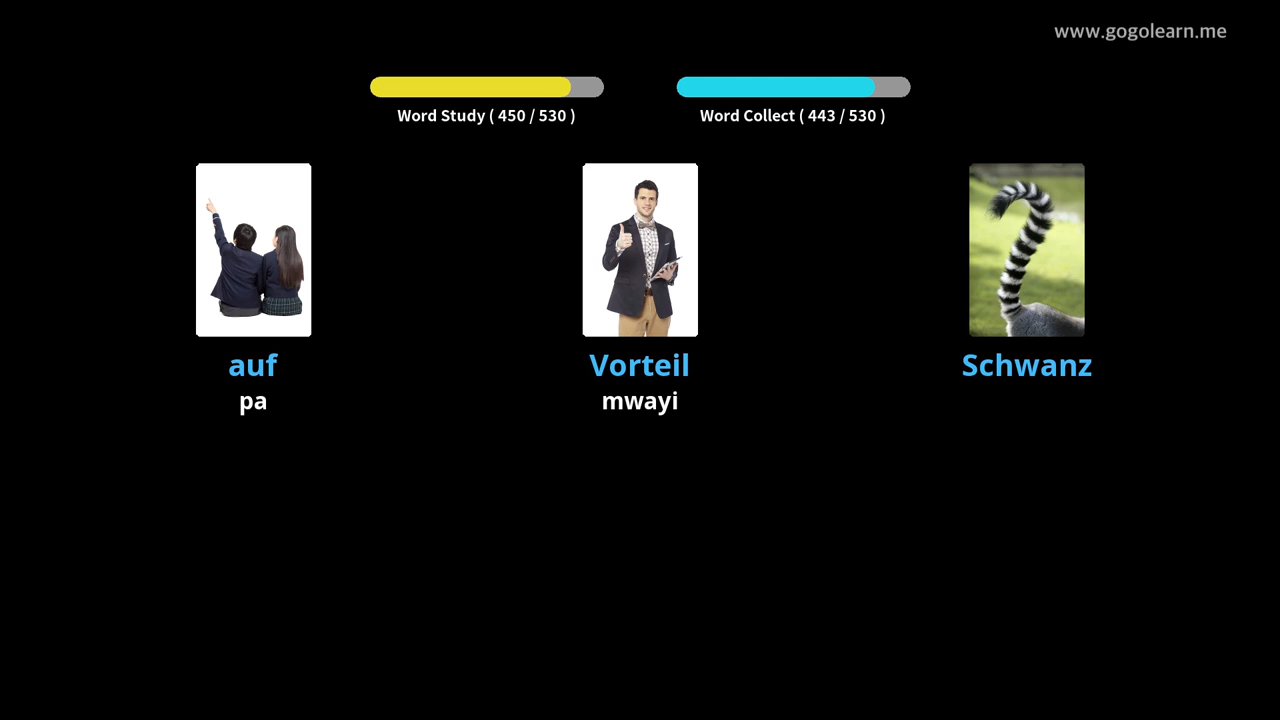 www.gogolearn.me
Word Study ( 450 / 530 )
Word Collect ( 443 / 530 )
auf
pa
Vorteil
mwayi
Schwanz